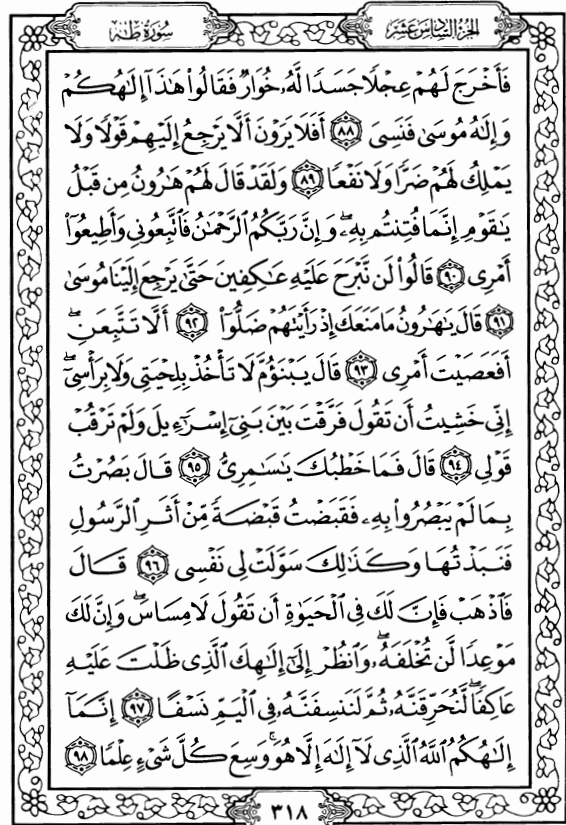 الجزء السادس عشر
سورة طه
فَأَخْرَجَ لَهُمْ عِجْلًا جَسَدًا لَّهُۥ خُوَارٌ فَقَالُوا۟ هَٰذَآ إِلَٰهُكُمْ
وَإِلَٰهُ مُوسَىٰ فَنَسِىَ ٨٨ أَفَلَا يَرَوْنَ أَلَّا يَرْجِعُ إِلَيْهِمْ قَوْلًا وَلَا
يَمْلِكُ لَهُمْ ضَرًّا وَلَا نَفْعًا ٨٩ وَلَقَدْ قَالَ لَهُمْ هَٰرُونُ مِن قَبْلُ
يَٰقَوْمِ إِنَّمَا فُتِنتُم بِهِۦ ۖ وَإِنَّ رَبَّكُمُ ٱلرَّحْمَٰنُ فَٱتَّبِعُونِى وَأَطِيعُوٓا۟
أَمْرِى ٩٠ قَالُوا۟ لَن نَّبْرَحَ عَلَيْهِ عَٰكِفِينَ حَتَّىٰ يَرْجِعَ إِلَيْنَا مُوسَىٰ
٩١ قَالَ يَٰهَٰرُونُ مَا مَنَعَكَ إِذْ رَأَيْتَهُمْ ضَلُّوٓا۟ ٩٢ أَلَّا تَتَّبِعَنِ ۖ
أَفَعَصَيْتَ أَمْرِى ٩٣ قَالَ يَبْنَؤُمَّ لَا تَأْخُذْ بِلِحْيَتِى وَلَا بِرَأْسِىٓ ۖ
إِنِّى خَشِيتُ أَن تَقُولَ فَرَّقْتَ بَيْنَ بَنِىٓ إِسْرَٰٓءِيلَ وَلَمْ تَرْقُبْ
قَوْلِى ٩٤ قَالَ فَمَا خَطْبُكَ يَٰسَٰمِرِىُّ ٩٥ قَالَ بَصُرْتُ
بِمَا لَمْ يَبْصُرُوا۟ بِهِۦ فَقَبَضْتُ قَبْضَةً مِّنْ أَثَرِ ٱلرَّسُولِ
فَنَبَذْتُهَا وَكَذَٰلِكَ سَوَّلَتْ لِى نَفْسِى ٩٦ قَالَ
فَٱذْهَبْ فَإِنَّ لَكَ فِى ٱلْحَيَوٰةِ أَن تَقُولَ لَا مِسَاسَ ۖ وَإِنَّ لَكَ
مَوْعِدًا لَّن تُخْلَفَهُۥ ۖ وَٱنظُرْ إِلَىٰٓ إِلَٰهِكَ ٱلَّذِى ظَلْتَ عَلَيْهِ
عَاكِفًا ۖ لَّنُحَرِّقَنَّهُۥ ثُمَّ لَنَنسِفَنَّهُۥ فِى ٱلْيَمِّ نَسْفًا ٩٧ إِنَّمَآ
إِلَٰهُكُمُ ٱللَّهُ ٱلَّذِى لَآ إِلَٰهَ إِلَّا هُوَ ۚ وَسِعَ كُلَّ شَىْءٍ عِلْمًا ٩٨
٣١٨